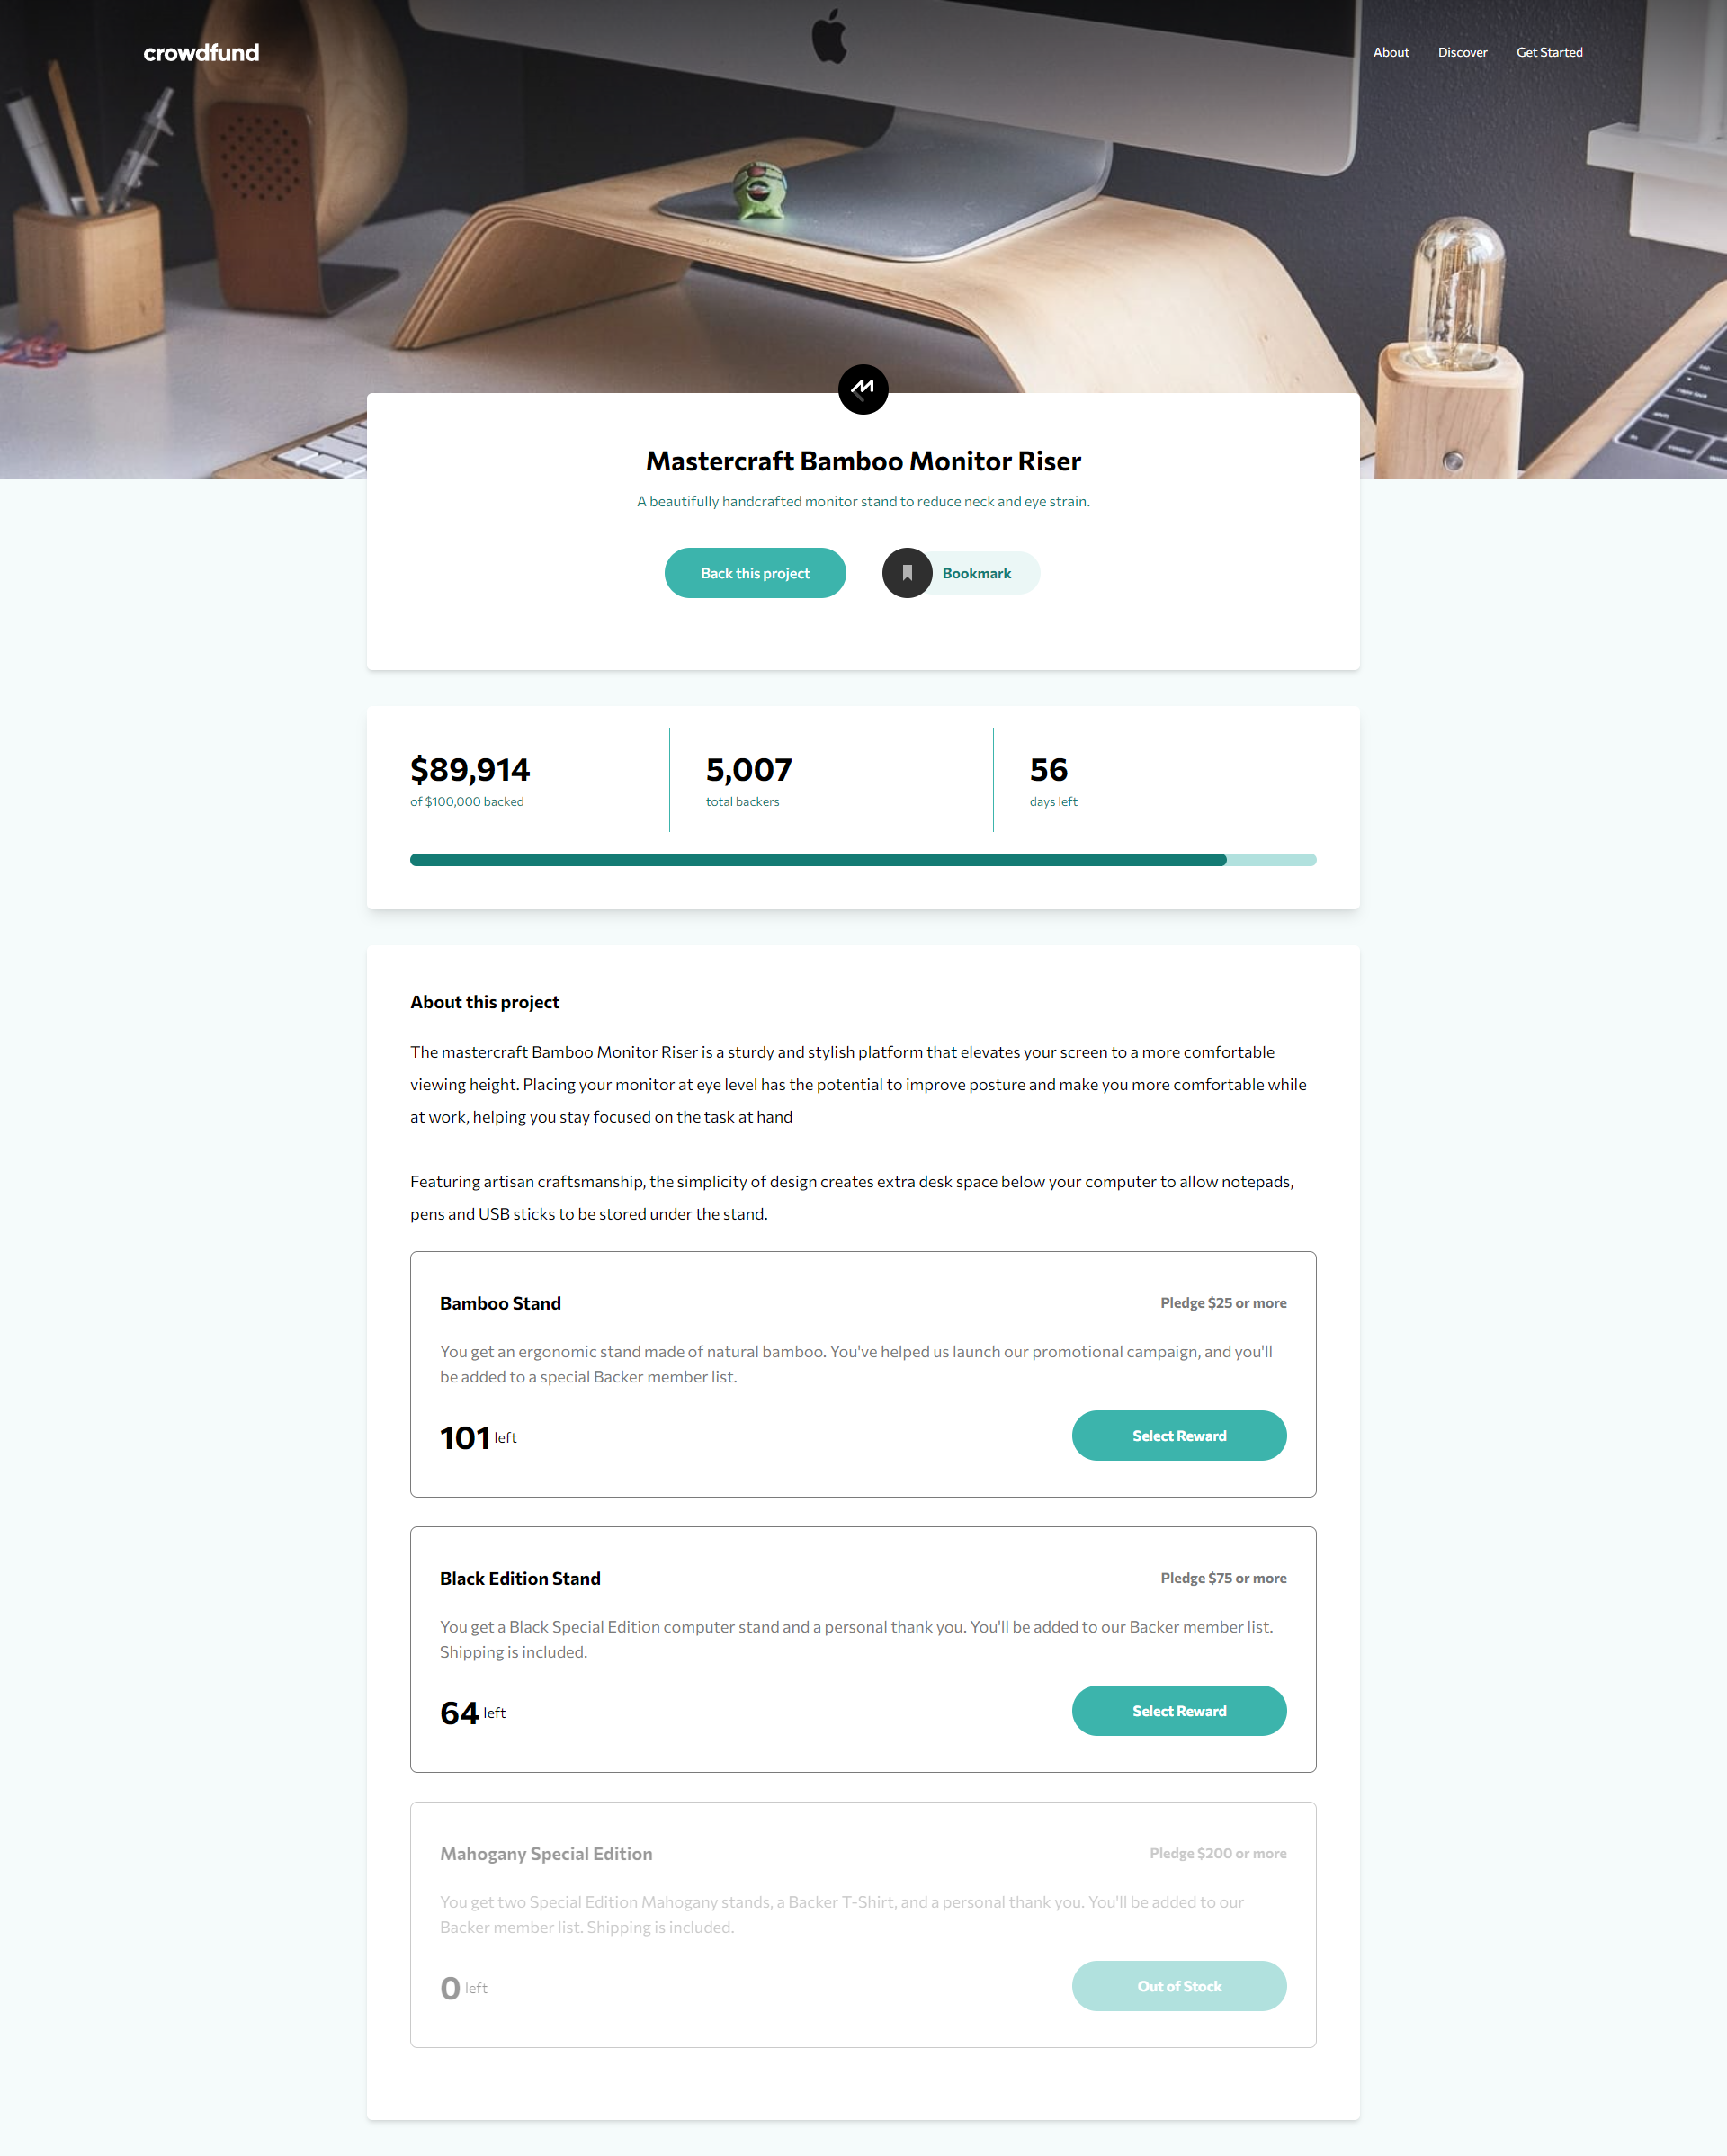 crowdfund
About Discover Get Started
Mastercraft Bamboo Monitor Riser
A beautifully handcrafted monitor stand to reduce neck and eye strain.
Back this project Bookmark
$89,914 5,007 56
of $100,000 backed total backers days left
About this project
The mastercraft Bamboo Monitor Riser is a sturdy and stylish platform that elevates your screen to a more comfortable
viewing height. Placing your monitor at eye level has the potential to improve posture and make you more comfortable while
at work, helping you stay focused on the task at hand
Featuring artisan craftsmanship, the simplicity of design creates extra desk space below your computer to allow notepads,
pens and USB sticks to be stored under the stand.
Bamboo Stand Pledge $25 or more
You get an ergonomic stand made of natural bamboo. You've helped us launch our promotional campaign, and you'll
be added to a special Backer member list.
101 left Select Reward
Black Edition Stand Pledge $75 or more
You get a Black Special Edition computer stand and a personal thank you. You'll be added to our Backer member list.
Shipping is included.
64 left Select Reward
Mahogany Special Edition Pledge $200 or more
You get two Special Edition Mahogany stands, a Backer T-Shirt, and a personal thank you. You'll be added to our
Backer member list. Shipping is included.
0 left Out of Stock